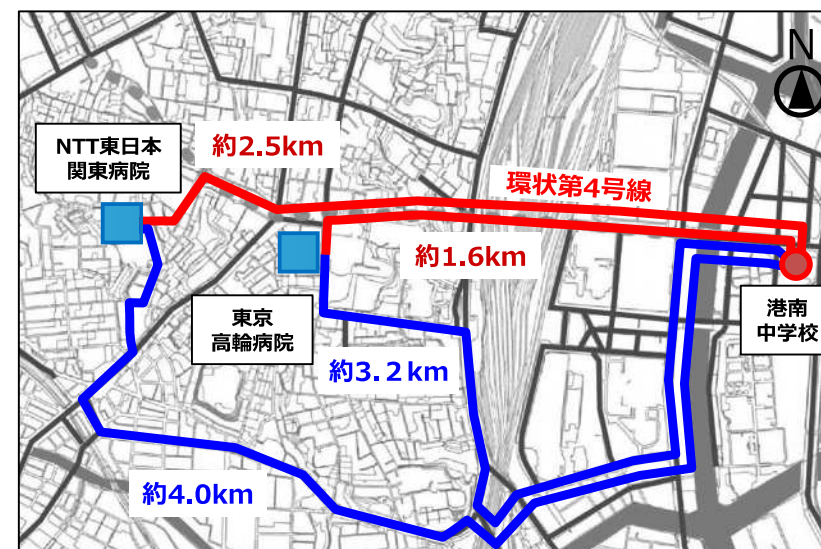 N
NTT東日本
関東病院
約2.5km
環状第4号線
約1.6km
東京
高輪病院
港南
中学校
約3.2km
約4.0km